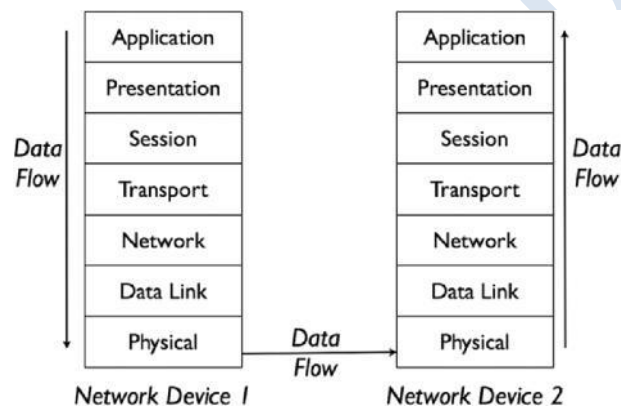 Application
Presentation
Session
Transport
Network
Data Link
Physical
Data
Flow
Network Device 1
Data
Flow
Application
Presentation
Session
Transport
Network
Data Link
Physical
Data
Flow
Network Device 2